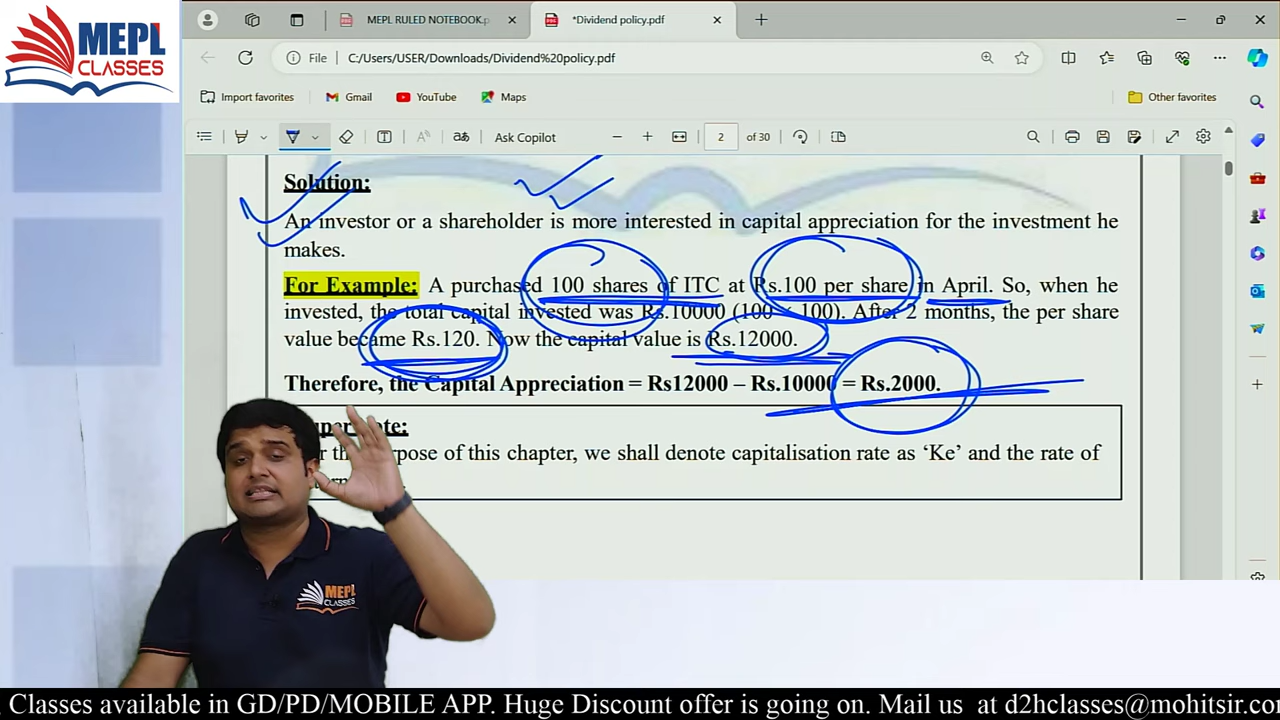 MEPL
CLASSES
MEPL RULED NOTEBOOK.p
*Dividend policy.pdf
File C:/Users/USER/Downloads/Dividend%20policy.pdf
Import favorites Gmail YouTube Maps Other favorites
Ask Copilot 2 of 30
Solution:
An investor or a shareholder is more interested in capital appreciation for the investment he
makes.
For Example: A purchased 100 shares of ITC at Rs.100 per share in April. So, when he
invested, the total capital invested was Rs.10000 (100 × 100). After 2 months, the per share
value became Rs.120. Now the capital value is Rs.12000.
Therefore, the Capital Appreciation = Rs12000 – Rs.10000 = Rs.2000.
of this chapter, we shall denote capitalisation rate as ‘Ke’ and the rate of
MEPL
CLASSES
Classes available in GD/PD/MOBILE APP. Huge Discount offer is going on. Mail us at d2hclasses@mohitsir.co